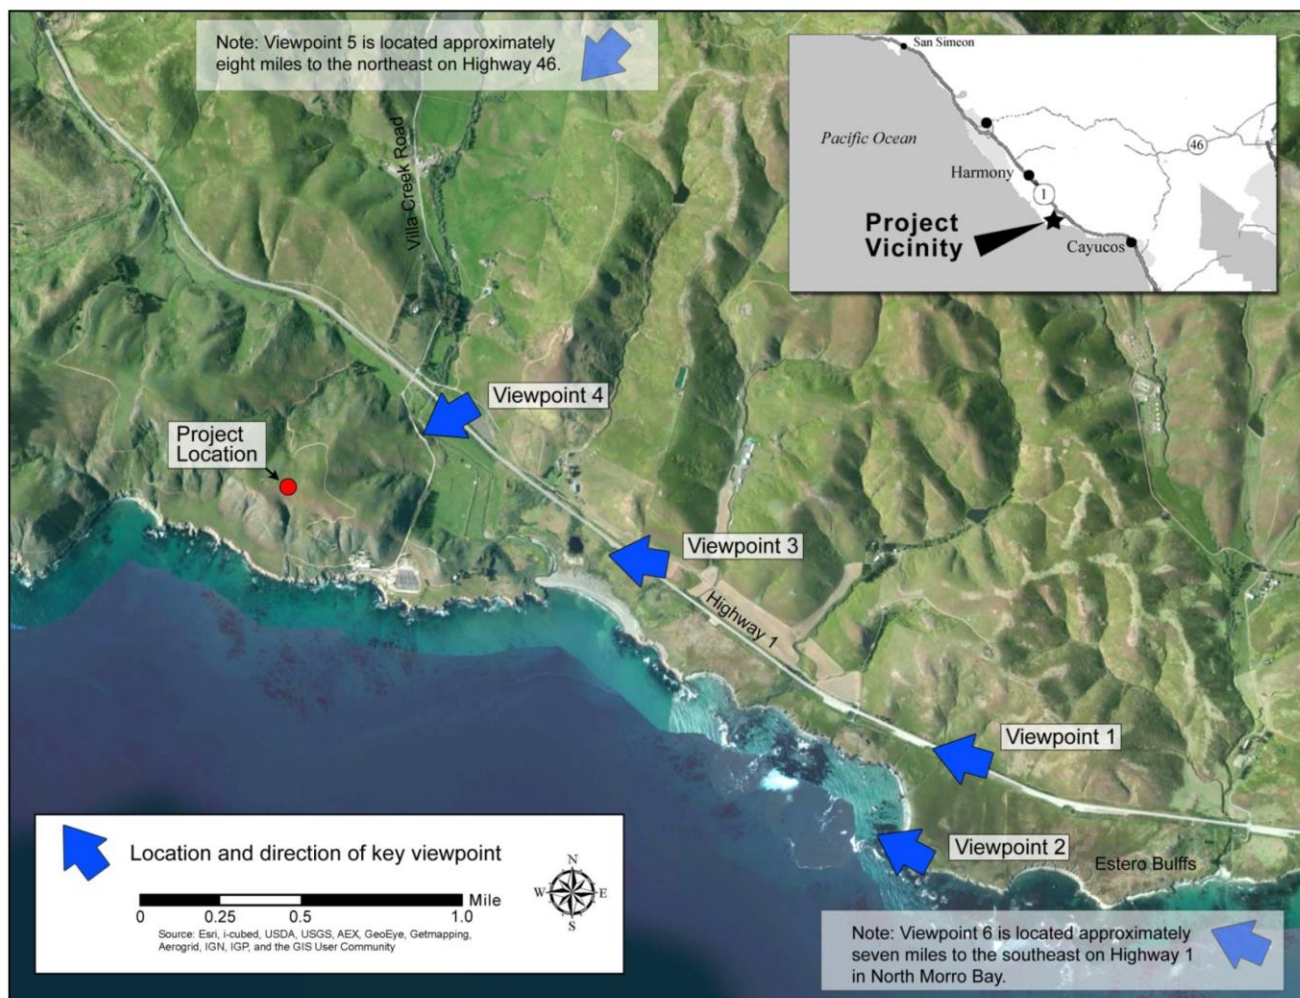 Note: Viewpoint 5 is located approximately
eight miles to the northeast on Highway 46.
San Simeon
Pacific Ocean
46
Harmony
1
Project
Vicinity
Cayucos
Villa Creek Road
Viewpoint 4
Project
Location
Viewpoint 3
Highway 1
Viewpoint 1
Viewpoint 2
Estero Bulffs
Location and direction of key viewpoint
N
W
E
S
Mile
0
0.25
0.5
1.0
Source: Esri, i-cubed, USDA, USGS, AEX, GeoEye, Getmapping,
Aerogrid, IGN, IGP, and the GIS User Community
Note: Viewpoint 6 is located approximately
seven miles to the southeast on Highway 1
in North Morro Bay.